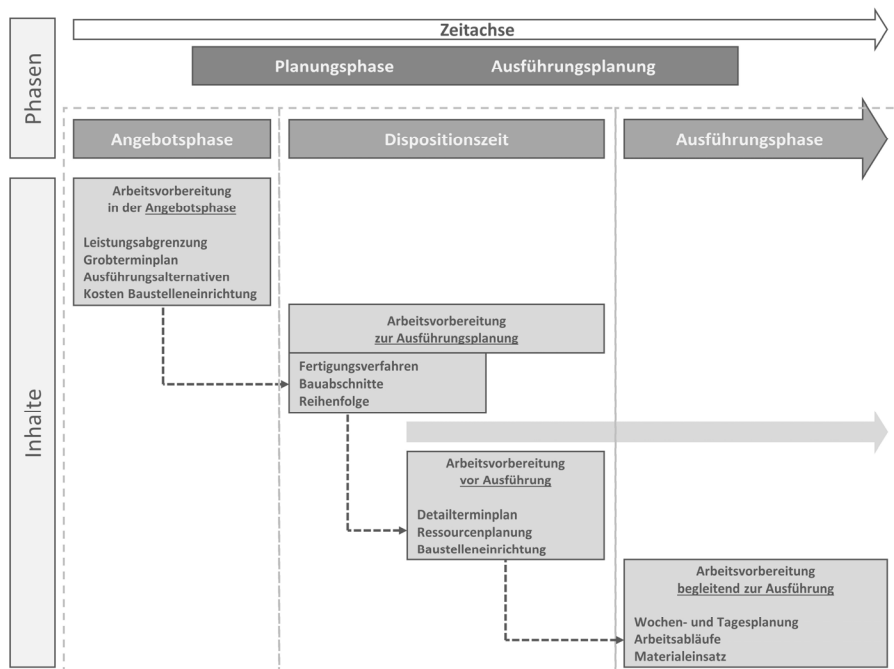 Zeitachse
Phasen
Planungsphase
Ausführungsplanung
Angebotsphase
Dispositionszeit
Ausführungsphase
Inhalte
Arbeitsvorbereitung
in der Angebotsphase
Leistungsabgrenzung
Grobterminplan
Ausführungsalternativen
Kosten Baustelleneinrichtung
Arbeitsvorbereitung
zur Ausführungsplanung
Fertigungsverfahren
Bauabschnitte
Reihenfolge
Arbeitsvorbereitung
vor Ausführung
Detailterminplan
Ressourcenplanung
Baustelleneinrichtung
Arbeitsvorbereitung
begleitend zur Ausführung
Wochen- und Tagesplanung
Arbeitsabläufe
Materialeinsatz